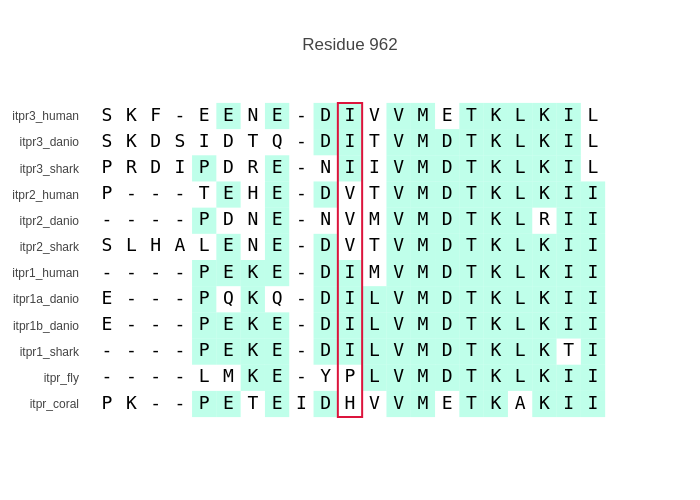 Residue 962
itpr3_human S K F - E E N E - D I V V M E T K L K I L
itpr3_danio S K D S I D T Q - D I T V M D T K L K I L
itpr3_shark P R D I P D R E - N I I V M D T K L K I L
itpr2_human P - - - T E H E - D V T V M D T K L K I I
itpr2_danio - - - - P D N E - N V M V M D T K L R I I
itpr2_shark S L H A L E N E - D V T V M D T K L K I I
itpr1_human - - - - P E K E - D I M V M D T K L K I I
itpr1a_danio E - - - P Q K Q - D I L V M D T K L K I I
itpr1b_danio E - - - P E K E - D I L V M D T K L K I I
itpr1_shark - - - - P E K E - D I L V M D T K L K T I
itpr_fly - - - - L M K E - Y P L V M D T K L K I I
itpr_coral P K - - P E T E I D H V V M E T K A K I I